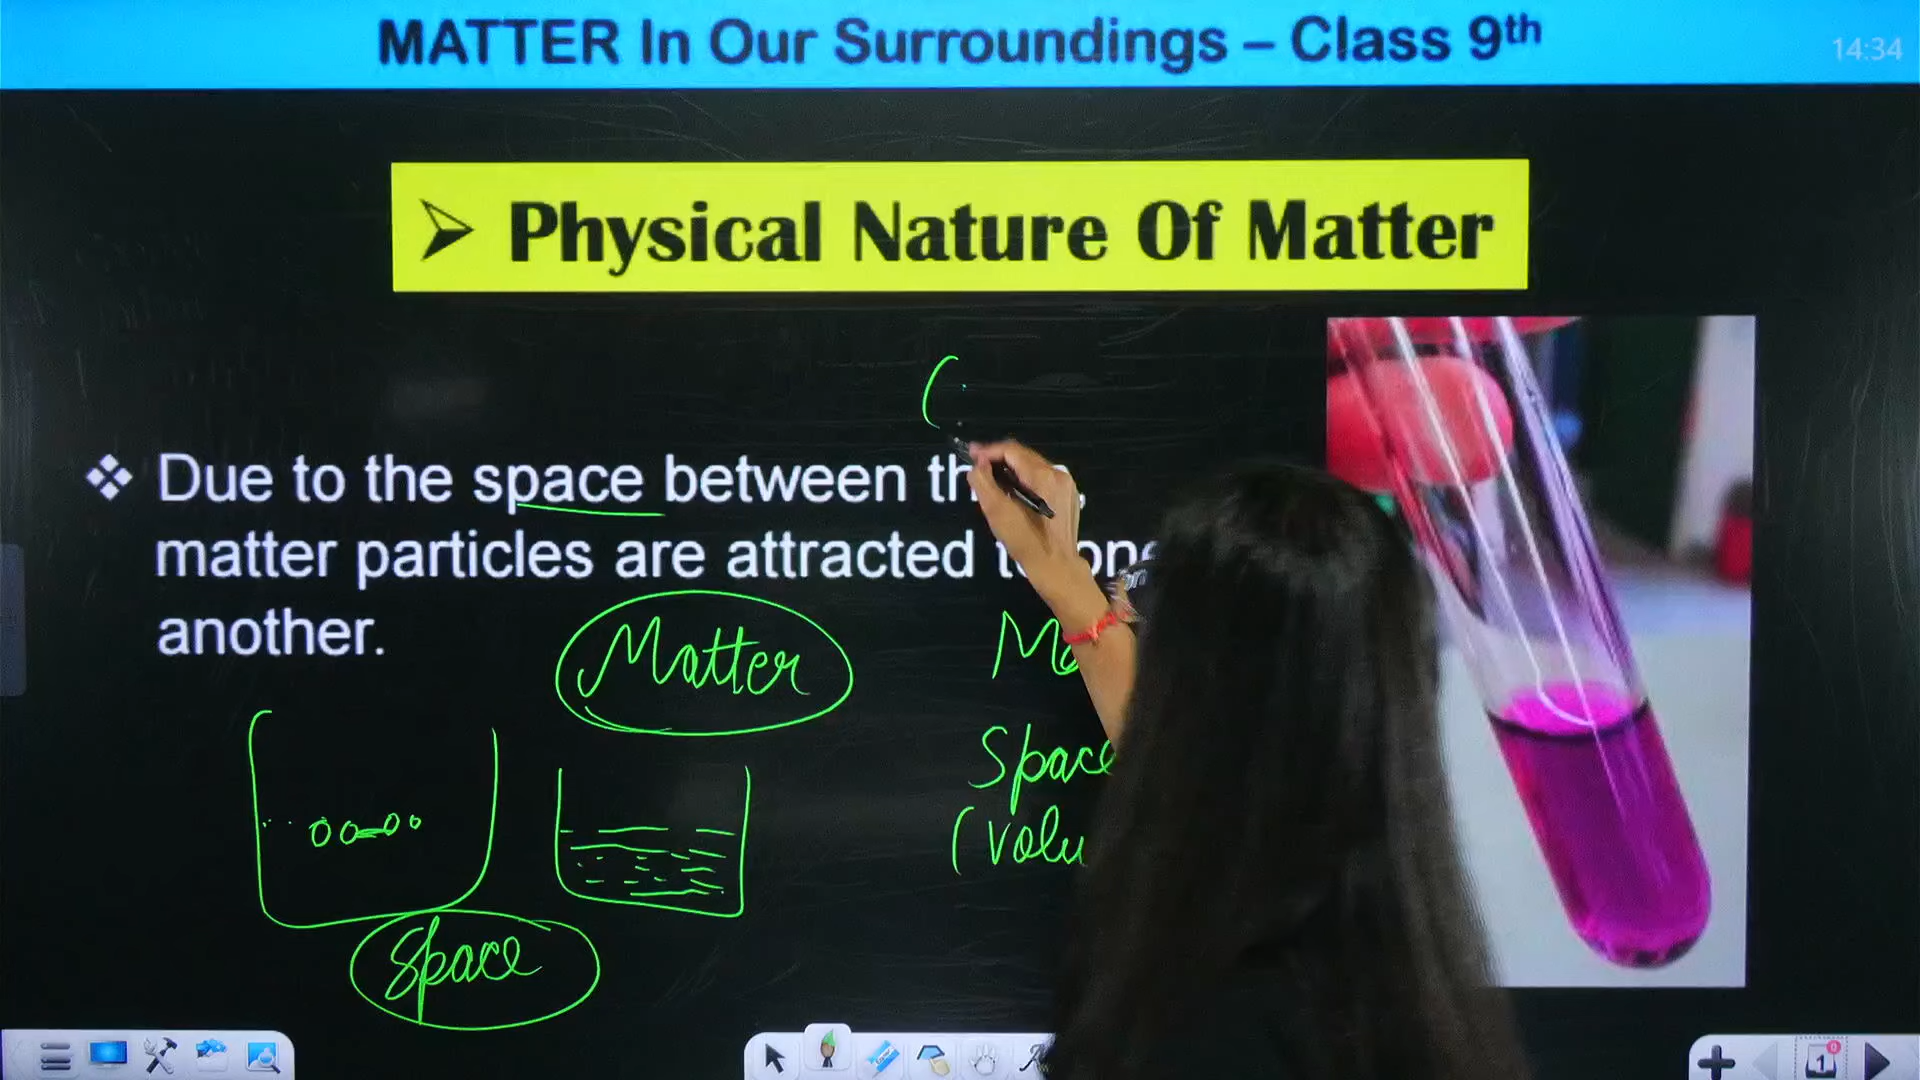 MATTER In Our Surroundings – Class 9th
14:34
➢ Physical Nature Of Matter
❖ Due to the space between
matter particles are attracted
another.
Matter
Space
(Volu
Space
1